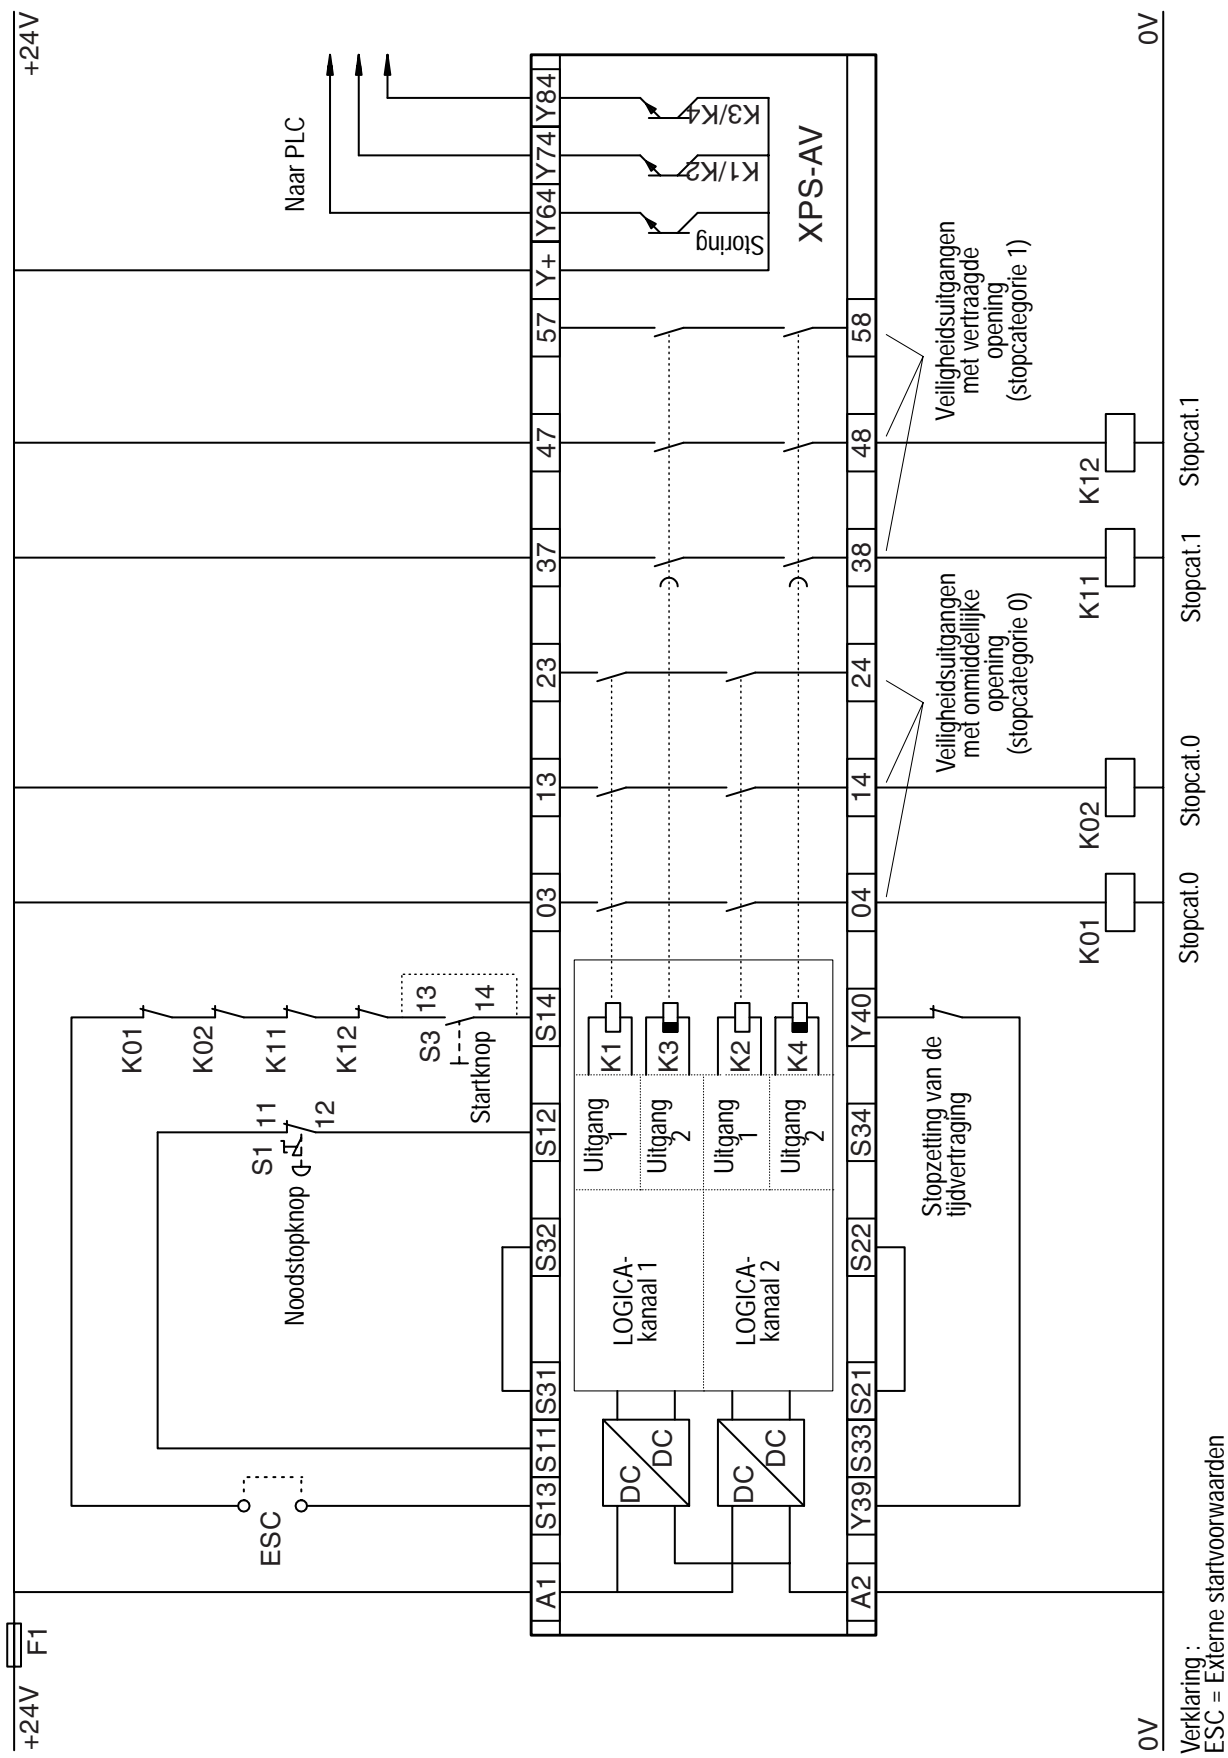 +24V
F1
+24V
ESC
Noodstopknop
S1
11
12
K01
K02
K11
K12
S3
13
14
Startknop
Naar PLC
A1
S13
S11
S31
S32
S12
S14
03
13
23
37
47
57
Y+
Y64
Y74
Y84
DC
DC
DC
DC
LOGICA-
kanaal 1
LOGICA-
kanaal 2
Uitgang
1
Uitgang
2
Uitgang
1
Uitgang
2
K1
K3
K2
K4
Storing
K1/K2
K3/K4
XPS-AV
A2
Y39
S33
S21
S22
S34
Y40
04
14
24
38
48
58
Stopzetting van de
tijdvertraging
Veiligheidsuitgangen
met onmiddellijke
opening
(stopcategorie 0)
Veiligheidsuitgangen
met vertraagde
opening
(stopcategorie 1)
K01
K02
K11
K12
0V
0V
Stopcat.0
Stopcat.0
Stopcat.1
Stopcat.1
Verklaring :
ESC = Externe startvoorwaarden